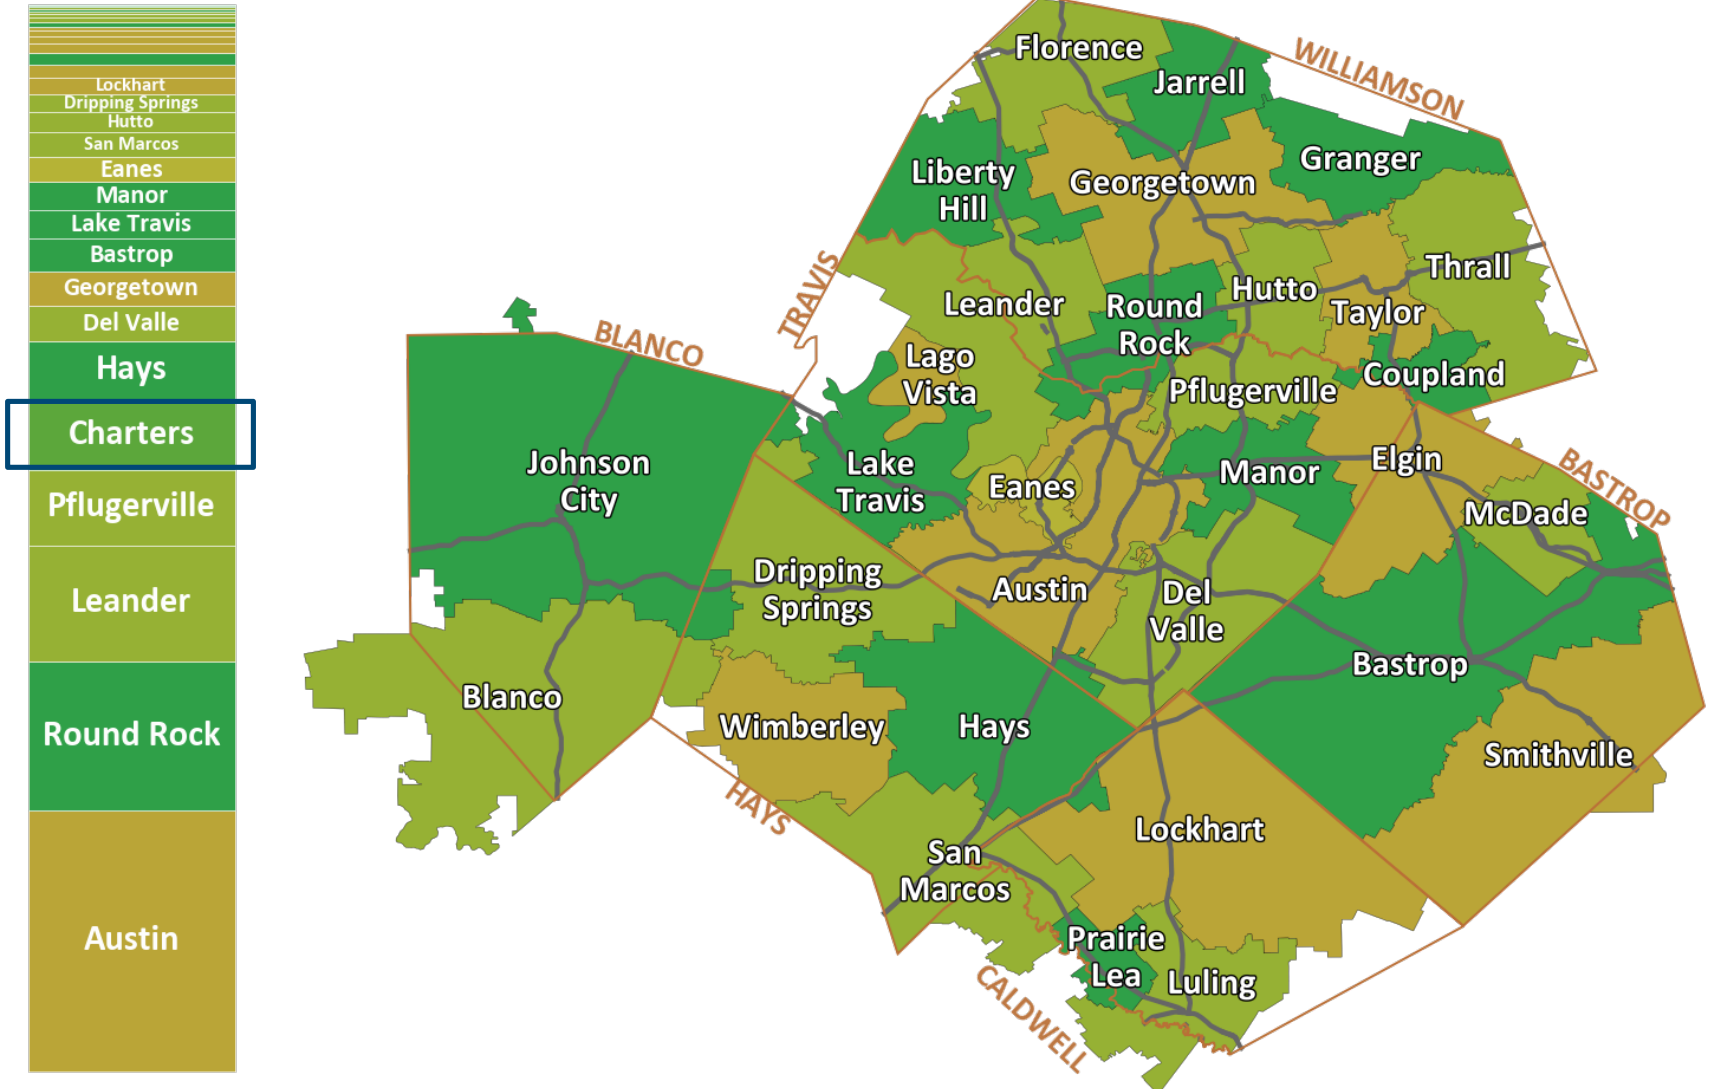 Lockhart
Dripping Springs
Hutto
San Marcos
Eanes
Manor
Lake Travis
Bastrop
Georgetown
Del Valle
Hays
Charters
Pflugerville
Leander
Round Rock
Austin
Florence
Jarrell
WILLIAMSON
Granger
Liberty
Hill
Georgetown
TRAVIS
Thrall
Hutto
Leander
Round
Rock
Taylor
BLANCO
Lago
Vista
Pflugerville
Coupland
Johnson
City
Lake
Travis
Eanes
Manor
Elgin
BASTROP
McDade
Dripping
Springs
Austin
Del
Valle
Bastrop
Blanco
Wimberley
Hays
Smithville
HAYS
Lockhart
San
Marcos
Prairie
Lea
Luling
CALDWELL